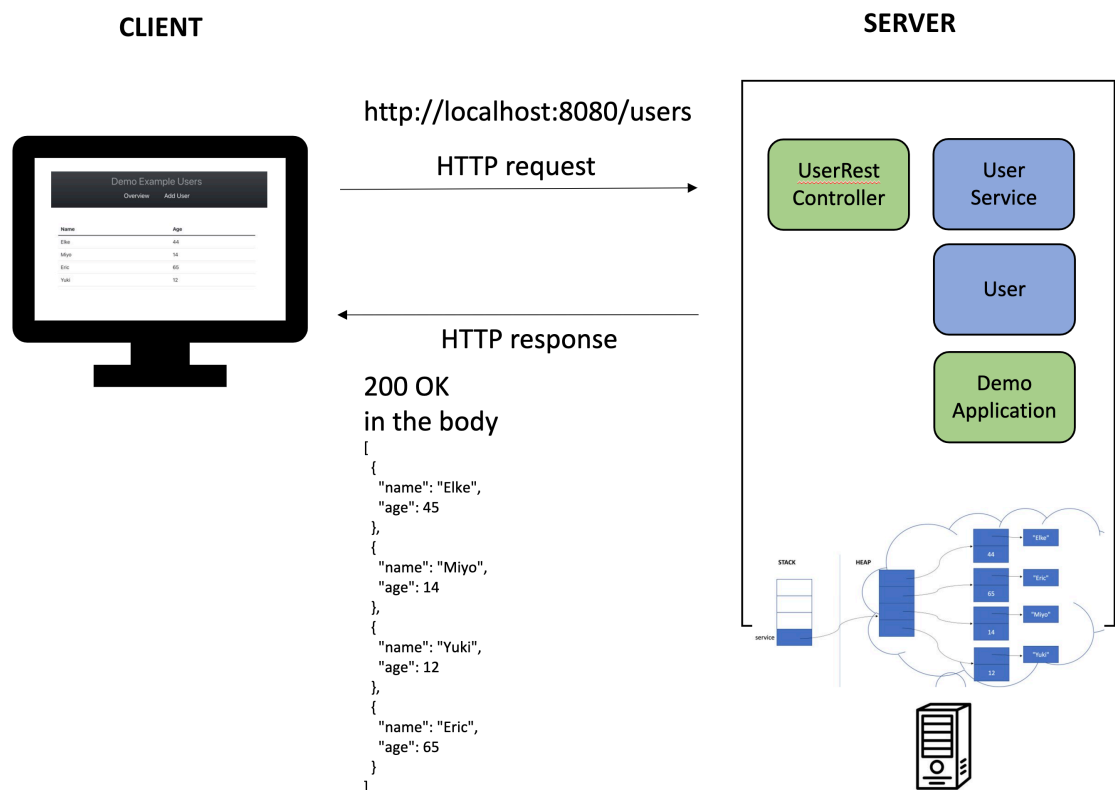 CLIENT
SERVER
http://localhost:8080/users
HTTP request
HTTP response
200 OK
in the body
[
{
"name": "Elke",
"age": 45
},
{
"name": "Miyo",
"age": 14
},
{
"name": "Yuki",
"age": 12
},
{
"name": "Eric",
"age": 65
}
]
Demo Example Users
Overview Add User
Name Age
Elke 44
Miyo 14
Eric 65
Yuki 12
UserRest
Controller
User
Service
User
Demo
Application
STACK
HEAP
service
44
"Elke"
65
"Eric"
14
"Miyo"
12
"Yuki"